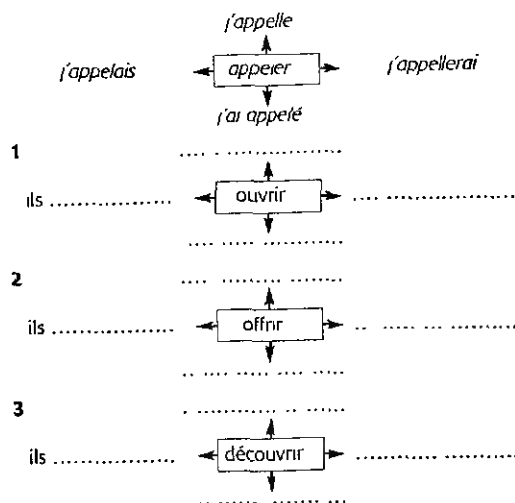 j'appelle
j'appelais appeler j'appellerai
j'ai appelé
1 ... .. ... .... .... ....... ....
ils .................. ouvrir .. ..................
.... .... ... .......
2 .... ... .... .......
ils .................. offrir .. .. ...............
.. ... .... ... .......
3 .. ... .... ... .......
ils .................. découvrir .. ..................
... .. ..... ... .... .......